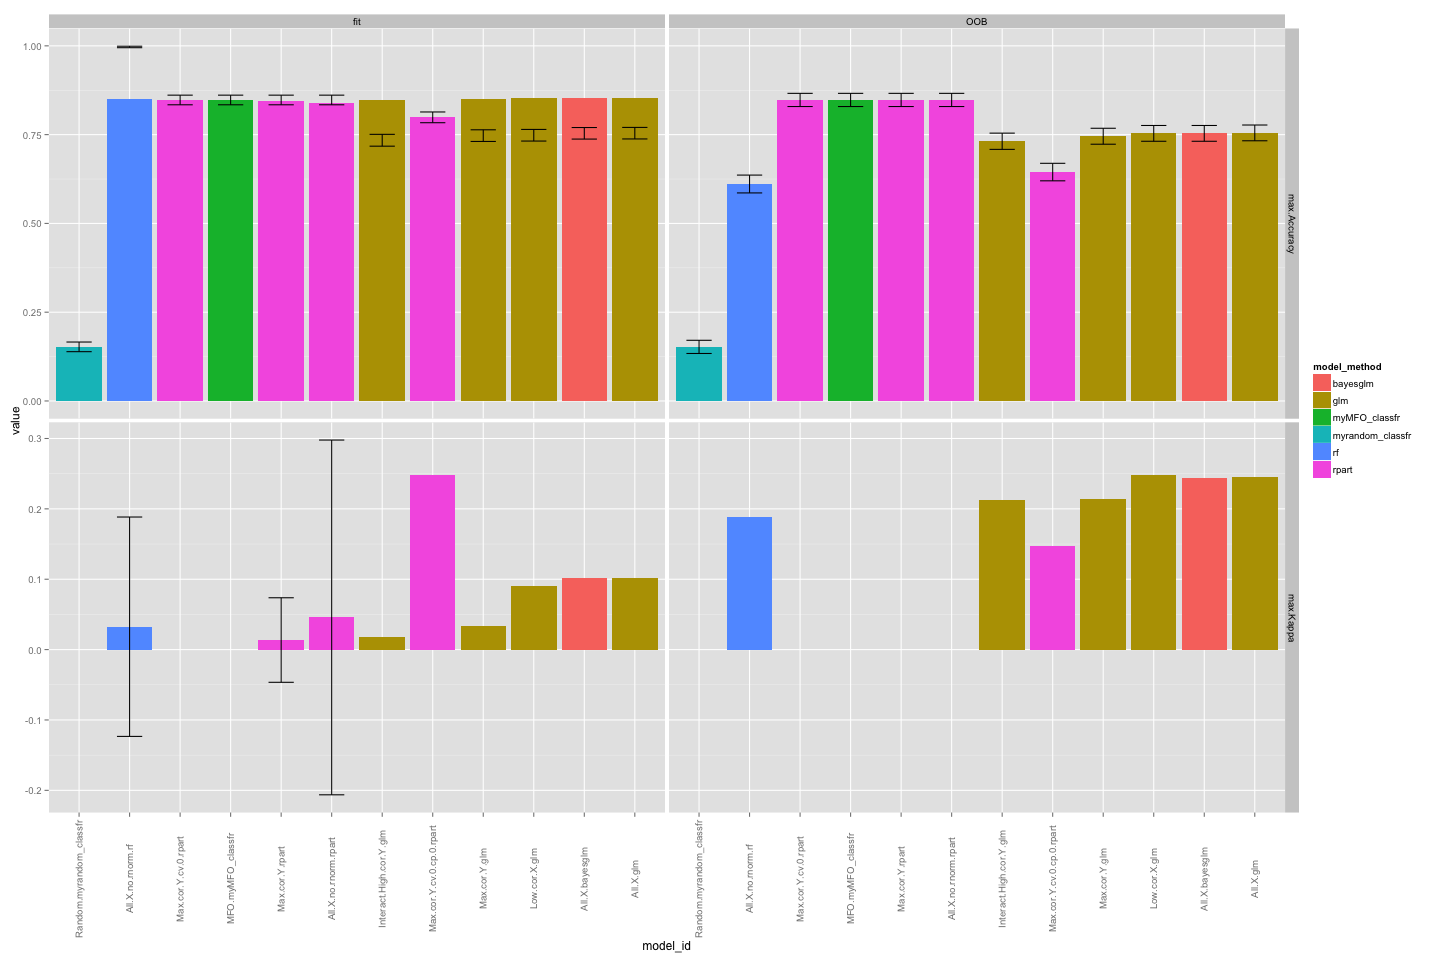 fit
OOB
1.00
0.75
0.50
0.25
0.00
max.Accuracy
value
0.3
0.2
0.1
0.0
-0.1
-0.2
max.Kappa
Random.myrandom_classfr
All.X.no.rnorm.rf
Max.cor.Y.cv.0.rpart
MFO.myMFO_classfr
Max.cor.Y.rpart
All.X.no.rnorm.rpart
Interact.High.cor.Y.glm
Max.cor.Y.cv.0.cp.0.rpart
Max.cor.Y.glm
Low.cor.X.glm
All.X.bayesglm
All.X.glm
Random.myrandom_classfr
All.X.no.rnorm.rf
Max.cor.Y.cv.0.rpart
MFO.myMFO_classfr
Max.cor.Y.rpart
All.X.no.rnorm.rpart
Interact.High.cor.Y.glm
Max.cor.Y.cv.0.cp.0.rpart
Max.cor.Y.glm
Low.cor.X.glm
All.X.bayesglm
All.X.glm
model_id
model_method
bayesglm
glm
myMFO_classfr
myrandom_classfr
rf
rpart